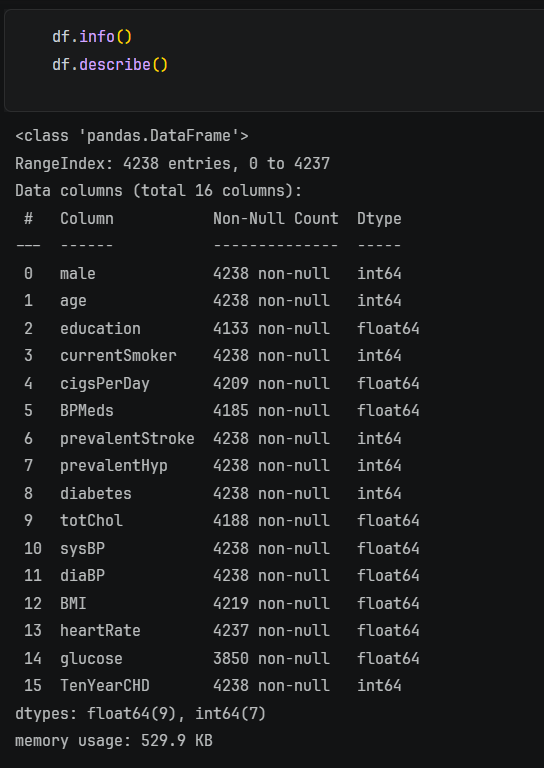 df.info()
df.describe()
<class 'pandas.DataFrame'>
RangeIndex: 4238 entries, 0 to 4237
Data columns (total 16 columns):
 #   Column           Non-Null Count  Dtype
---  ------           --------------  -----
 0   male             4238 non-null   int64
 1   age              4238 non-null   int64
 2   education        4133 non-null   float64
 3   currentSmoker    4238 non-null   int64
 4   cigsPerDay       4209 non-null   float64
 5   BPMeds           4185 non-null   float64
 6   prevalentStroke  4238 non-null   int64
 7   prevalentHyp     4238 non-null   int64
 8   diabetes         4238 non-null   int64
 9   totChol          4188 non-null   float64
 10  sysBP            4238 non-null   float64
 11  diaBP            4238 non-null   float64
 12  BMI              4219 non-null   float64
 13  heartRate        4237 non-null   float64
 14  glucose          3850 non-null   float64
 15  TenYearCHD       4238 non-null   int64
dtypes: float64(9), int64(7)
memory usage: 529.9 KB